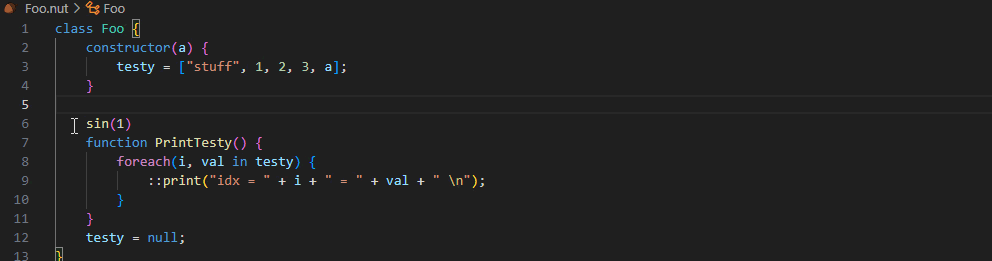 Foo.nut > Foo
1 class Foo {
2     constructor(a) {
3         testy = ["stuff", 1, 2, 3, a];
4     }
5
6     sin(1)
7     function PrintTesty() {
8         foreach(i, val in testy) {
9             ::print("idx = " + i + " = " + val + " \n");
10         }
11     }
12     testy = null;
13 }